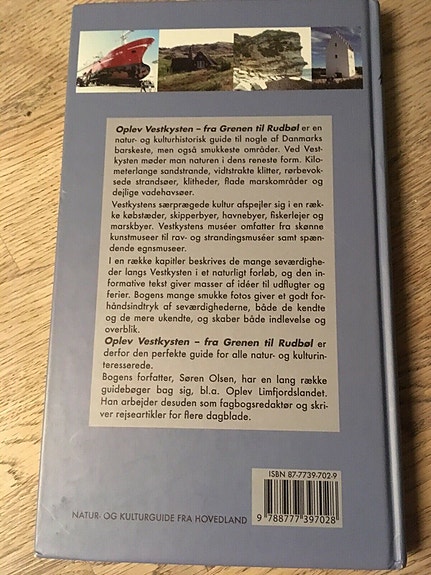 Oplev Vestkysten – fra Grenen til Rudbøl er en
natur- og kulturhistorisk guide til nogle af Danmarks
barskeste, men også smukkeste områder. Ved Vest-
kysten møder man naturen i dens reneste form. Kilo-
meterlange sandstrande, vidtstrakte klitter, rørbevok-
sede strandsøer, klitheder, flade marskområder og
dejlige vadehavsøer.
Vestkystens særprægede kultur afspejler sig i en ræk-
ke købstæder, skipperbyer, havnebyer, fiskerlejer og
marskbyer. Vestkystens muséer omfatter fra skønne
kunstmuseer til rav- og strandingsmuséer samt spæn-
dende egnsmuseer.
I en række kapitler beskrives de mange seværdighe-
der langs Vestkysten i et naturligt forløb, og den in-
formative tekst giver masser af idéer til udflugter og
ferier. Bogens mange smukke fotos giver et godt for-
håndsindtryk af seværdighederne, både de kendte
og de mere ukendte, og skaber både indlevelse og
overblik.
Oplev Vestkysten – fra Grenen til Rudbøl er
derfor den perfekte guide for alle natur- og kulturin-
teresserede.
Bogens forfatter, Søren Olsen, har en lang række
guidebøger bag sig, bl.a. Oplev Limfjordslandet.
Han arbejder desuden som fagbogsredaktør og skri-
ver rejseartikler for flere dagblade.
ISBN 87-7739-702-9
9 788777 397028
NATUR- OG KULTURGUIDE FRA HOVEDLAND